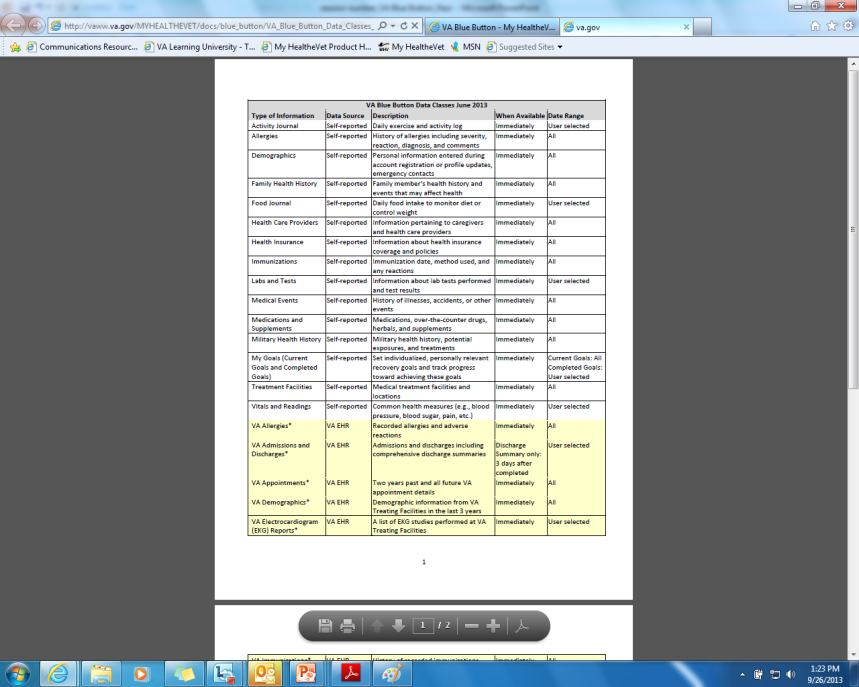 http://vaww.va.gov/MYHEALTHEVET/docs/blue_button/VA_Blue_Button_Data_Classes_
VA Blue Button - My HealtheV...
va.gov
Communications Resourc...
VA Learning University - T...
My HealtheVet Product H...
My HealtheVet
MSN
Suggested Sites
VA Blue Button Data Classes June 2013
Type of Information Data Source Description When Available Date Range
Activity Journal Self-reported Daily exercise and activity log Immediately User selected
Allergies Self-reported History of allergies including severity, Immediately All
reaction, diagnosis, and comments
Demographics Self-reported Personal information entered during Immediately All
account registration or profile updates,
emergency contacts
Family Health History Self-reported Family member's health history and Immediately All
events that may affect health
Food Journal Self-reported Daily food intake to monitor diet or Immediately User selected
control weight
Health Care Providers Self-reported Information pertaining to caregivers Immediately All
and health care providers
Health Insurance Self-reported Information about health insurance Immediately All
coverage and policies
Immunizations Self-reported Immunization date, method used, and Immediately All
any reactions
Labs and Tests Self-reported Information about lab tests performed Immediately User selected
and test results
Medical Events Self-reported History of illnesses, accidents, or other Immediately All
events
Medications and Self-reported Medications, over-the-counter drugs, Immediately All
Supplements herbals, and supplements
Military Health History Self-reported Military health history, potential Immediately All
exposures, and treatments
My Goals (Current Self-reported Set individualized, personally relevant Immediately Current Goals: All
Goals and Completed recovery goals and track progress Completed Goals:
Goals) toward achieving these goals User selected
Treatment Facilities Self-reported Medical treatment facilities and Immediately All
locations
Vitals and Readings Self-reported Common health measures (e.g., blood Immediately User selected
pressure, blood sugar, pain, etc.)
VA Allergies* VA EHR Recorded allergies and adverse Immediately All
reactions
VA Admissions and VA EHR Admissions and discharges including Discharge User selected
Discharges* comprehensive discharge summaries Summary only:
3 days after
completed
VA Appointments* VA EHR Two years past and all future VA Immediately All
appointment details
VA Demographics* VA EHR Demographic information from VA Immediately All
Treating Facilities in the last 3 years
VA Electrocardiogram VA EHR A list of EKG studies performed at VA Immediately User selected
(EKG) Reports* Treating Facilities
1
1 / 2
1:23 PM
9/26/2013